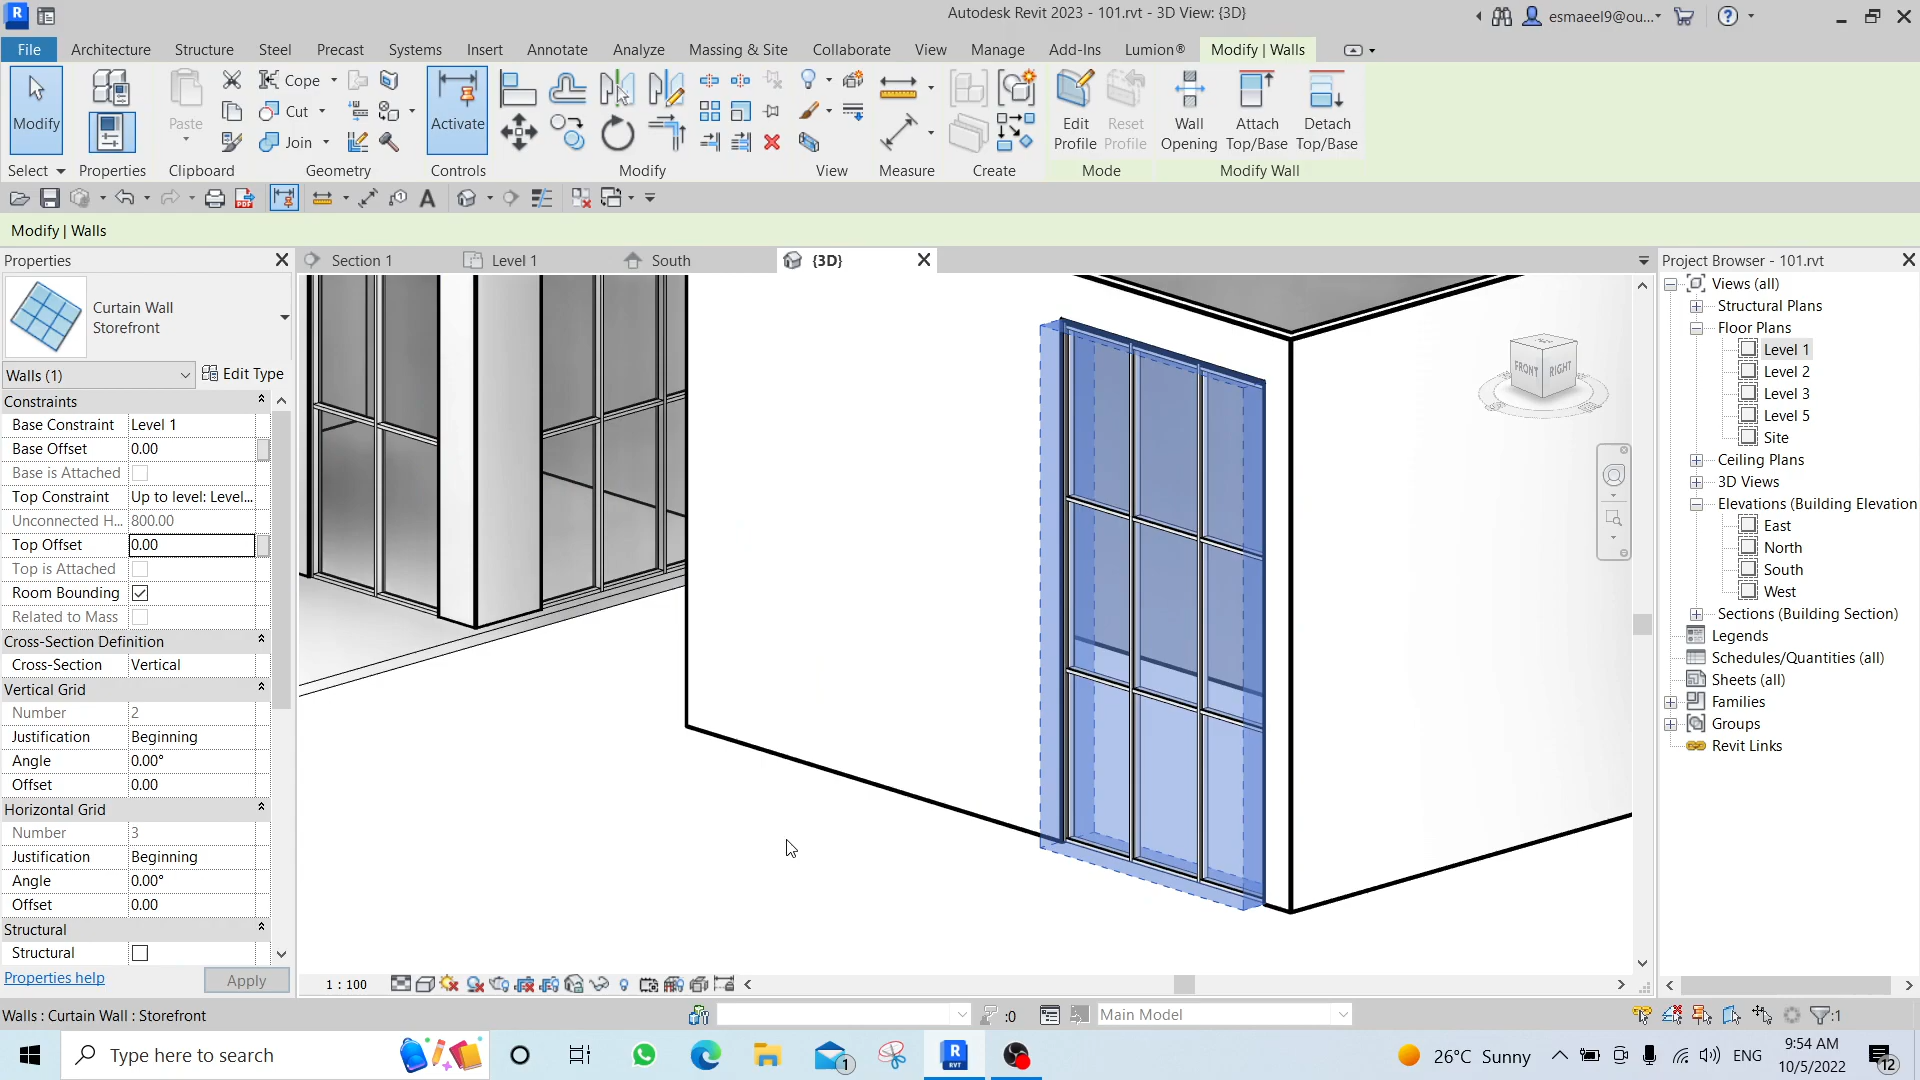 Autodesk Revit 2023 - 101.rvt - 3D View: {3D}
esmaeel9@ou...
File Architecture Structure Steel Precast Systems Insert Annotate Analyze Massing & Site Collaborate View Manage Add-Ins Lumion® Modify | Walls
Modify
Paste
Cope
Cut
Join
Activate
Edit Profile
Reset Profile
Wall Opening
Attach Top/Base
Detach Top/Base
Select Properties Clipboard Geometry Controls Modify View Measure Create Mode Modify Wall
Modify | Walls
Properties
Section 1
Level 1
South
{3D}
Project Browser - 101.rvt
Curtain Wall
Storefront
Walls (1)
Edit Type
Constraints
Base Constraint Level 1
Base Offset 0.00
Base is Attached
Top Constraint Up to level: Level...
Unconnected H... 800.00
Top Offset 0.00
Top is Attached
Room Bounding
Related to Mass
Cross-Section Definition
Cross-Section Vertical
Vertical Grid
Number 2
Justification Beginning
Angle 0.00°
Offset 0.00
Horizontal Grid
Number 3
Justification Beginning
Angle 0.00°
Offset 0.00
Structural
Structural
Properties help
Apply
FRONT RIGHT
Views (all)
Structural Plans
Floor Plans
Level 1
Level 2
Level 3
Level 5
Site
Ceiling Plans
3D Views
Elevations (Building Elevation
East
North
South
West
Sections (Building Section)
Legends
Schedules/Quantities (all)
Sheets (all)
Families
Groups
Revit Links
1 : 100
Walls : Curtain Wall : Storefront
:0
Main Model
:1
Type here to search
1
R
RVT
26°C Sunny
ENG
9:54 AM
10/5/2022
12